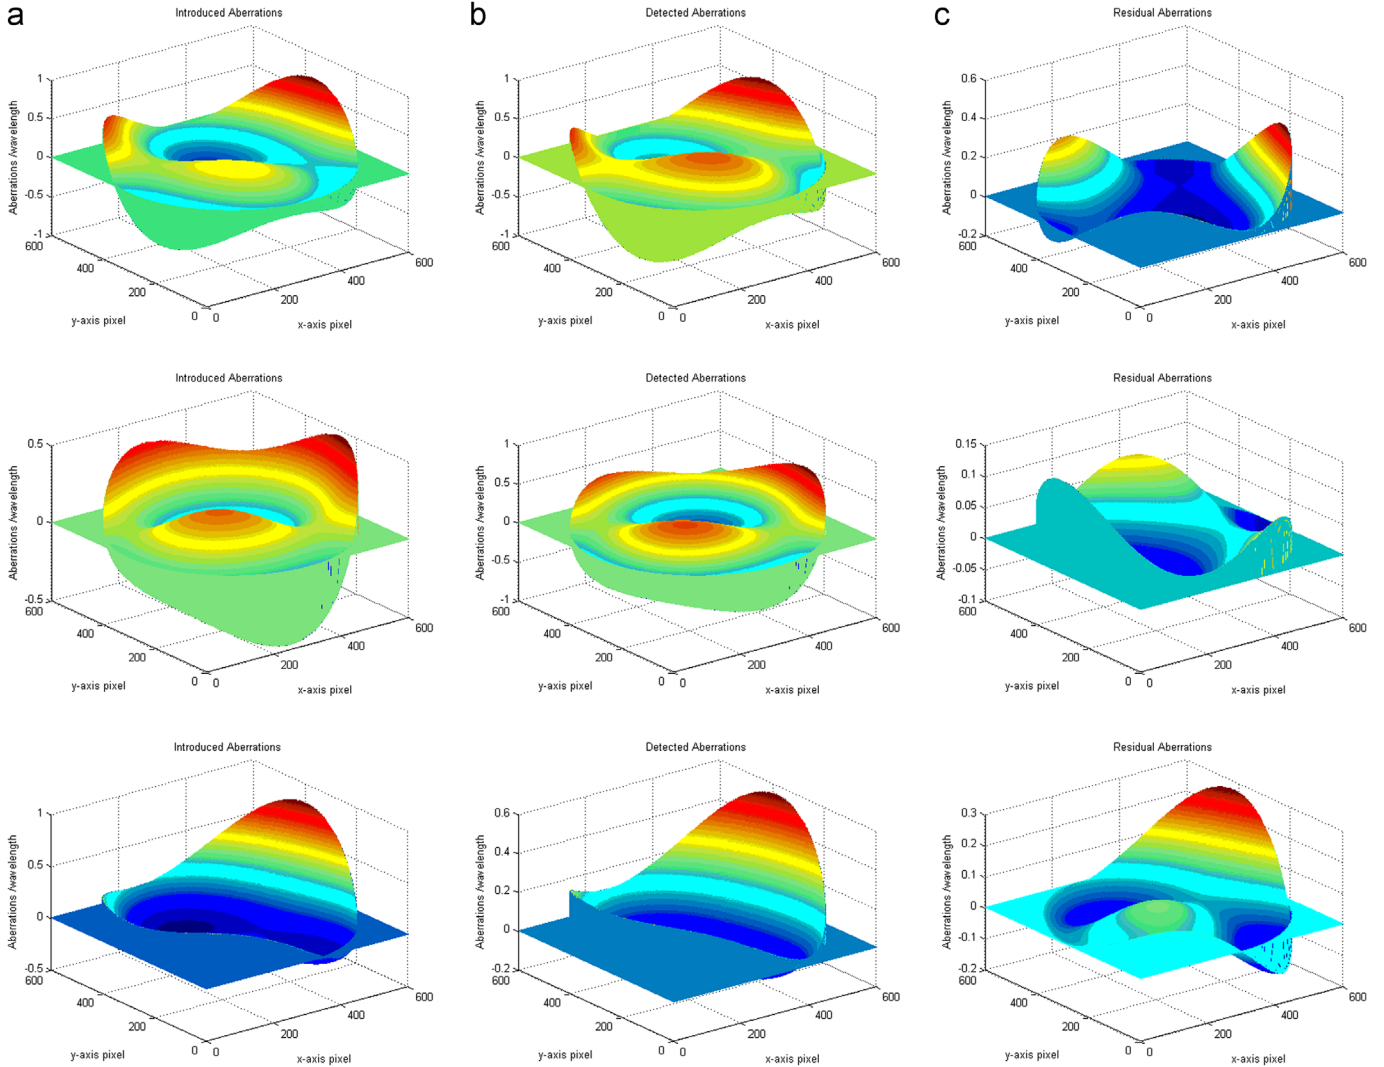 a
b
c
Introduced Aberrations
Aberrations /wavelength
1
0.5
0
-0.5
-1
600
400
200
0
y-axis pixel
0
200
400
600
x-axis pixel
Detected Aberrations
Aberrations /wavelength
1
0.5
0
-0.5
-1
600
400
200
0
y-axis pixel
0
200
400
600
x-axis pixel
Residual Aberrations
Aberrations /wavelength
0.6
0.4
0.2
0
-0.2
600
400
200
0
y-axis pixel
0
200
400
600
x-axis pixel
Introduced Aberrations
Aberrations /wavelength
0.5
0
-0.5
600
400
200
0
y-axis pixel
0
200
400
600
x-axis pixel
Detected Aberrations
Aberrations /wavelength
1
0.5
0
-0.5
-1
600
400
200
0
y-axis pixel
0
200
400
600
x-axis pixel
Residual Aberrations
Aberrations /wavelength
0.15
0.1
0.05
0
-0.05
-0.1
600
400
200
0
y-axis pixel
0
200
400
600
x-axis pixel
Introduced Aberrations
Aberrations /wavelength
1
0.5
0
-0.5
600
400
200
0
y-axis pixel
0
200
400
600
x-axis pixel
Detected Aberrations
Aberrations /wavelength
0.6
0.4
0.2
0
-0.2
600
400
200
0
y-axis pixel
0
200
400
600
x-axis pixel
Residual Aberrations
Aberrations /wavelength
0.3
0.2
0.1
0
-0.1
-0.2
600
400
200
0
y-axis pixel
0
200
400
600
x-axis pixel